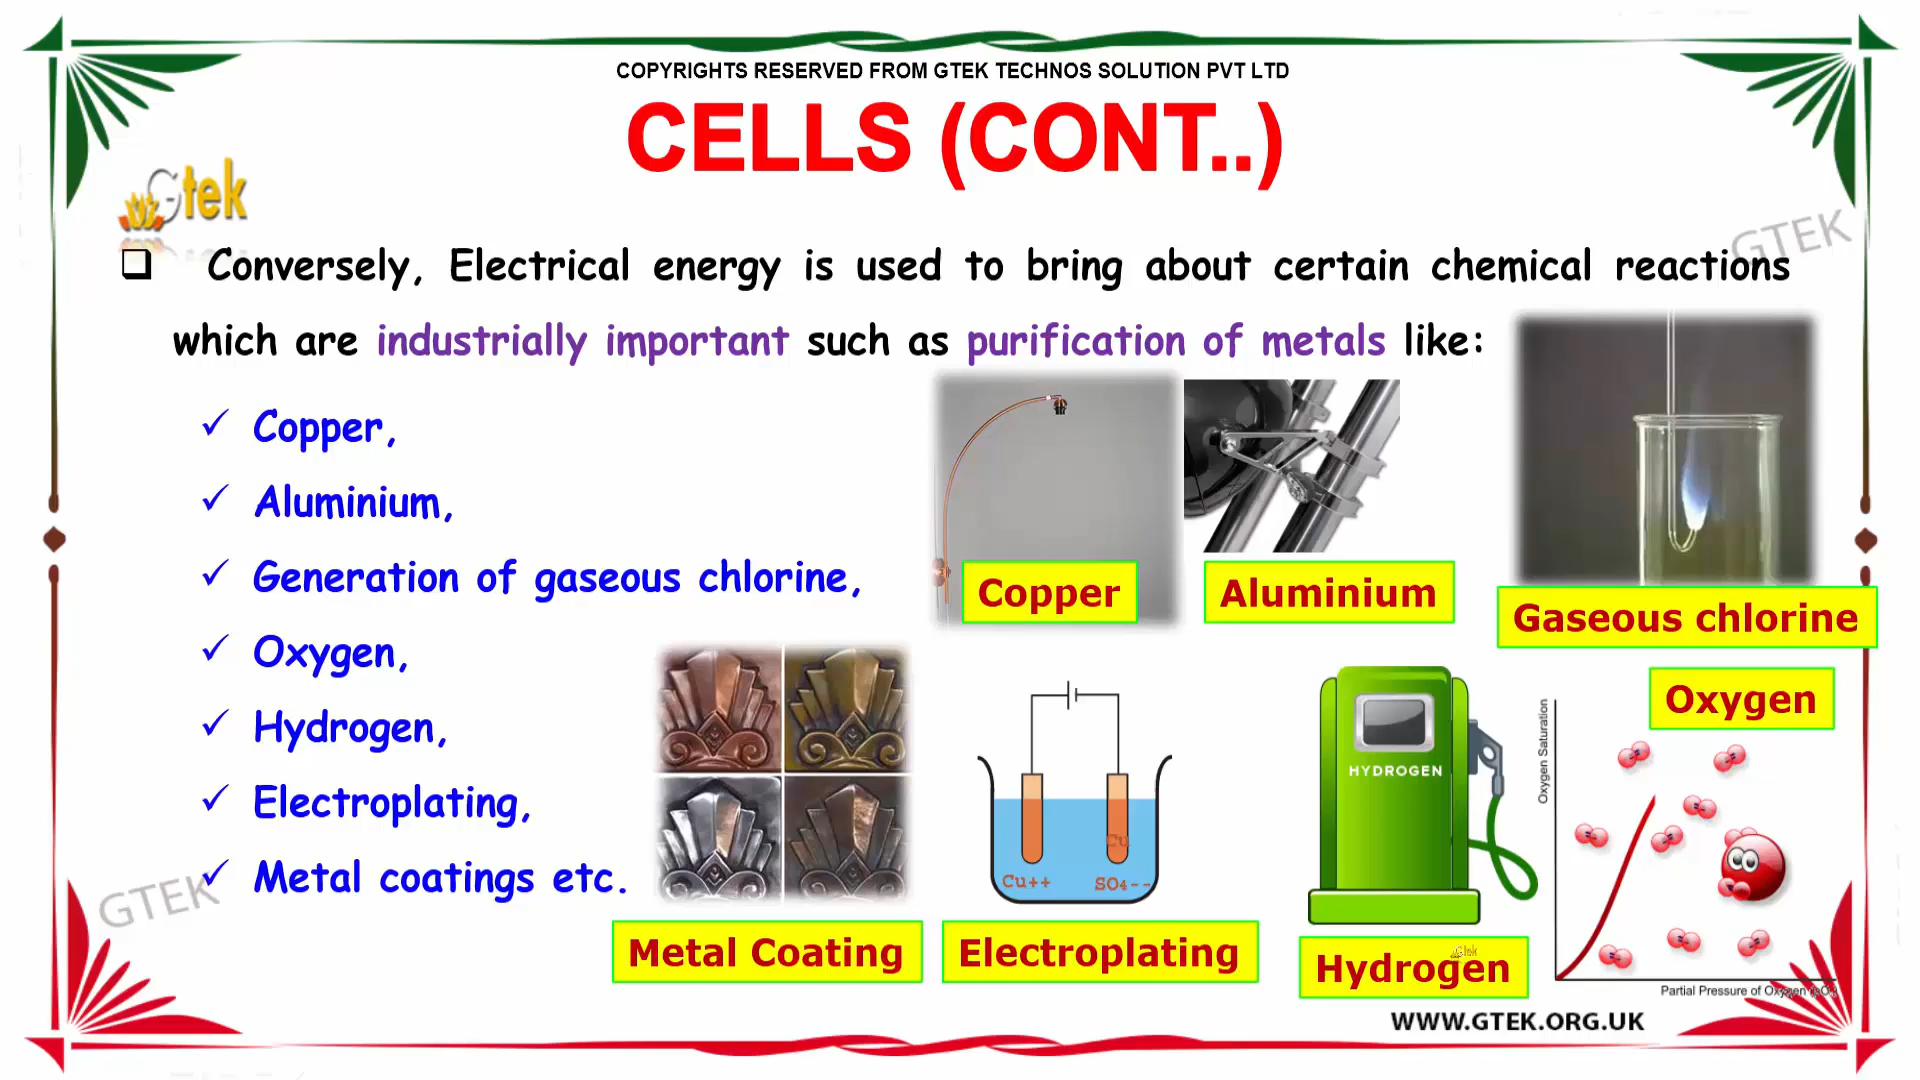 COPYRIGHTS RESERVED FROM GTEK TECHNOS SOLUTION PVT LTD
CELLS (CONT..)
Gtek
GTEK
Conversely, Electrical energy is used to bring about certain chemical reactions
which are industrially important such as purification of metals like:
✓ Copper,
✓ Aluminium,
✓ Generation of gaseous chlorine,
✓ Oxygen,
✓ Hydrogen,
✓ Electroplating,
✓ Metal coatings etc.
Copper
Aluminium
Gaseous chlorine
Oxygen
Oxygen Saturation
HYDROGEN
Cu
Cu++
SO4--
GTEK
Metal Coating
Electroplating
Gtek
Hydrogen
Partial Pressure of Oxygen
WWW.GTEK.ORG.UK